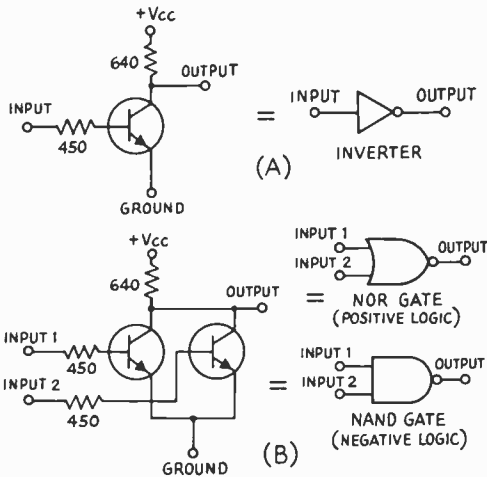 +Vcc
640
OUTPUT
INPUT
450
GROUND
=
INPUT
OUTPUT
INVERTER
(A)
+Vcc
640
OUTPUT
INPUT 1
450
INPUT 2
450
GROUND
=
INPUT 1
INPUT 2
OUTPUT
NOR GATE
(POSITIVE LOGIC)
=
INPUT 1
INPUT 2
OUTPUT
NAND GATE
(NEGATIVE LOGIC)
(B)